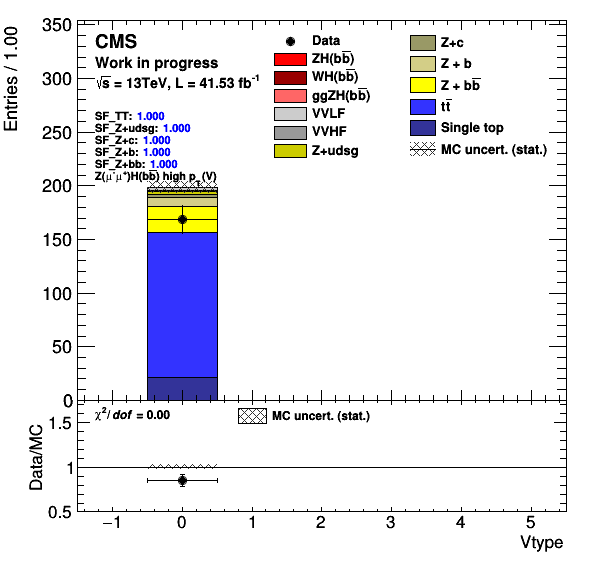 CMS
Work in progress
√s = 13TeV, L = 41.53 fb⁻¹
SF_TT: 1.000
SF_Z+udsg: 1.000
SF_Z+c: 1.000
SF_Z+b: 1.000
SF_Z+bb: 1.000
Z(μ⁻μ⁺)H(bb̅) high p_T(V)
Data
ZH(bb̅)
WH(bb̅)
ggZH(bb̅)
VVLF
VVHF
Z+udsg
Z+c
Z + b
Z + bb̅
tt̅
Single top
MC uncert. (stat.)
Entries / 1.00
350
300
250
200
150
100
50
0
χ²/dof = 0.00
MC uncert. (stat.)
Data/MC
1.5
1
0.5
−1 0 1 2 3 4 5
Vtype